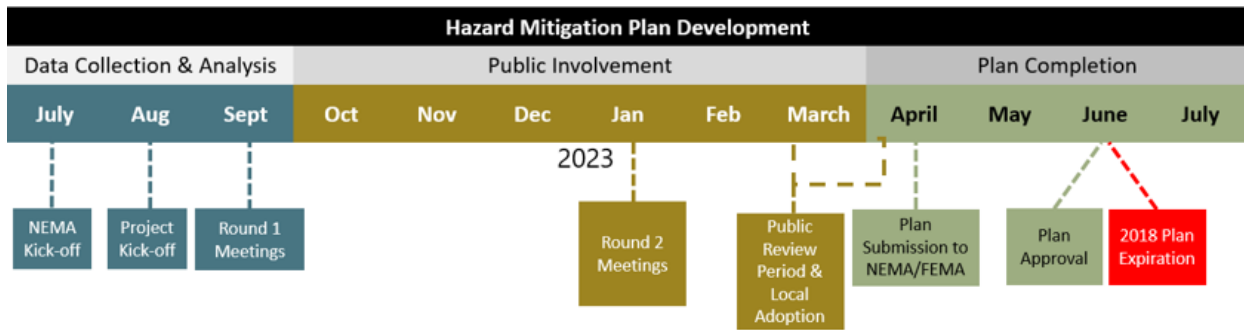 Hazard Mitigation Plan Development
Data Collection & Analysis
Public Involvement
Plan Completion
July
Aug
Sept
Oct
Nov
Dec
Jan
Feb
March
April
May
June
July
2023
NEMA
Kick-off
Project
Kick-off
Round 1
Meetings
Round 2
Meetings
Public
Review
Period &
Local
Adoption
Plan
Submission to
NEMA/FEMA
Plan
Approval
2018 Plan
Expiration